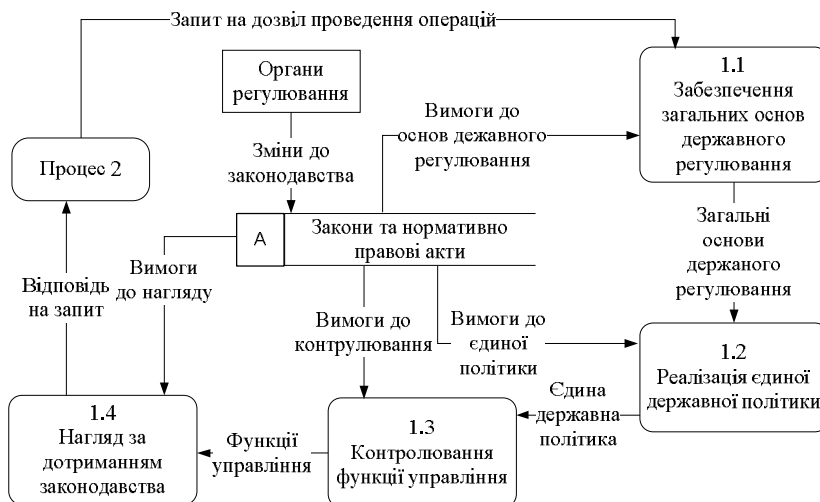 Запит на дозвіл проведення операцій
Органи
регулювання
1.1
Забезпечення
загальних основ
державного
регулювання
Вимоги до
основ дежавного
регулювання
Процес 2
Зміни до
законодавства
А
Закони та нормативно
правові акти
Загальні
основи
держаного
регулювання
Відповідь
на запит
Вимоги
до нагляду
Вимоги до
контрулювання
Вимоги до
єдиної
політики
1.2
Реалізація єдиної
державної політики
Єдина
державна
політика
1.3
Контролювання
функції управління
Функції
управління
1.4
Нагляд за
дотриманням
законодавства